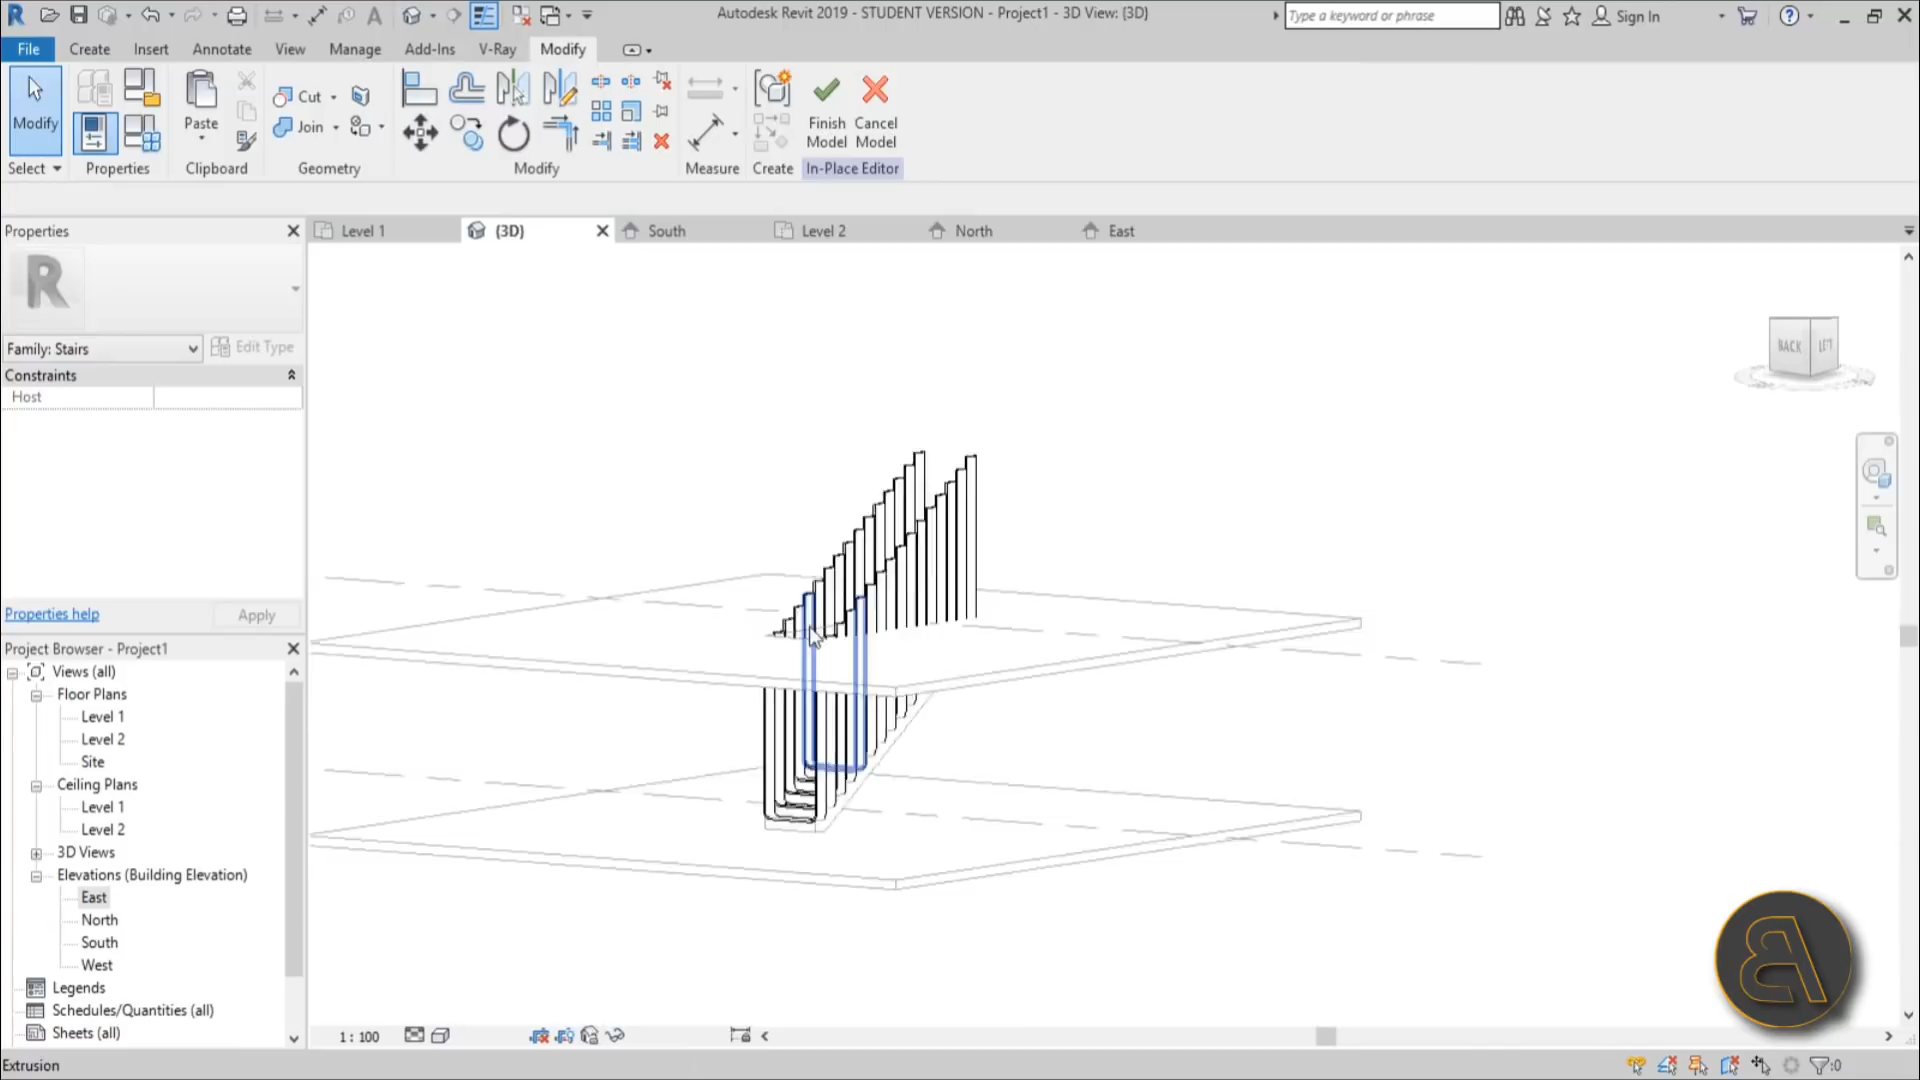 Autodesk Revit 2019 - STUDENT VERSION - Project1 - 3D View: {3D}
Type a keyword or phrase
Sign In
File
Create
Insert
Annotate
View
Manage
Add-Ins
V-Ray
Modify
Modify
Paste
Cut
Join
Finish
Model
Cancel
Model
Select
Properties
Clipboard
Geometry
Modify
Measure
Create
In-Place Editor
Properties
Level 1
{3D}
South
Level 2
North
East
R
Family: Stairs
Edit Type
Constraints
Host
BACK
LEFT
Properties help
Apply
Project Browser - Project1
Views (all)
Floor Plans
Level 1
Level 2
Site
Ceiling Plans
Level 1
Level 2
3D Views
Elevations (Building Elevation)
East
North
South
West
Legends
Schedules/Quantities (all)
Sheets (all)
1 : 100
Extrusion
:0